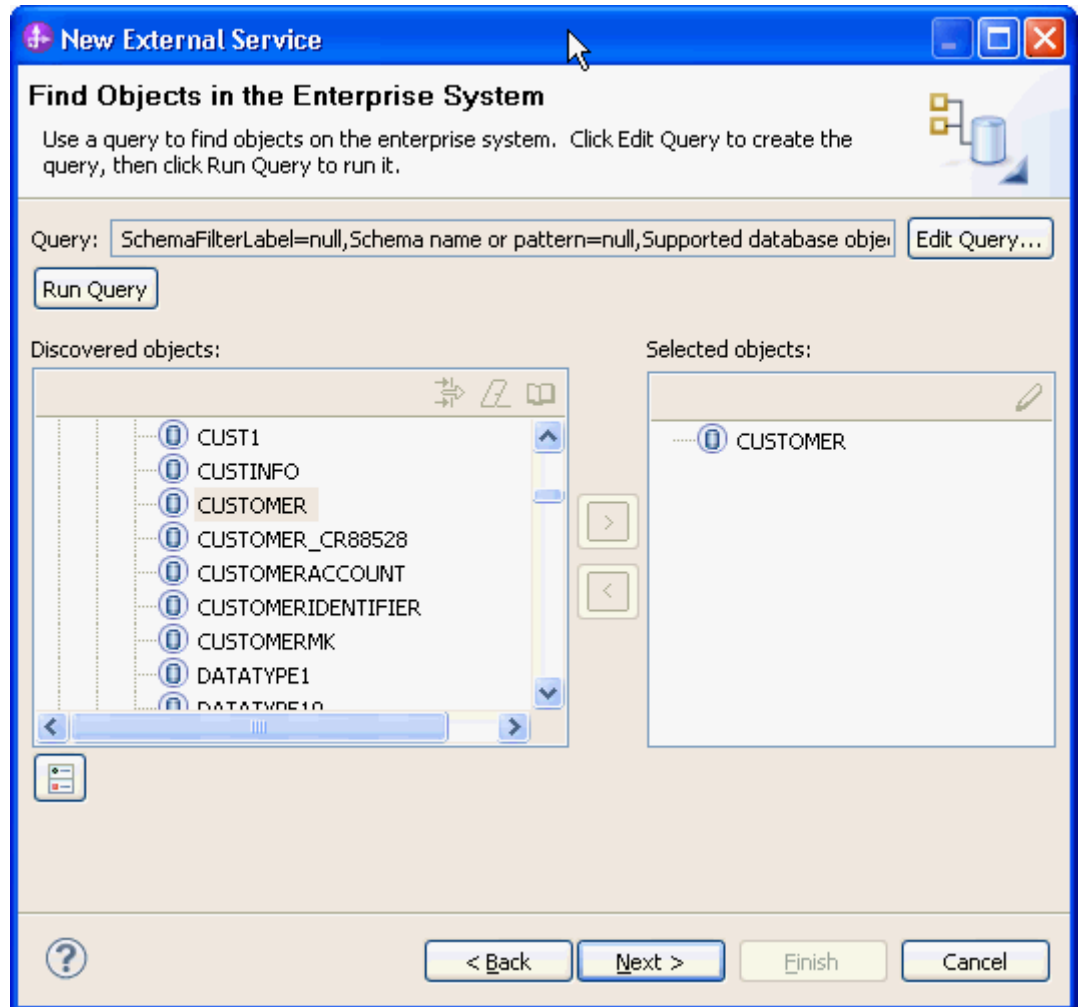 New External Service
Find Objects in the Enterprise System
Use a query to find objects on the enterprise system. Click Edit Query to create the
query, then click Run Query to run it.
Query: SchemaFilterLabel=null,Schema name or pattern=null,Supported database obje Edit Query...
Run Query
Discovered objects:
CUST1
CUSTINFO
CUSTOMER
CUSTOMER_CR88528
CUSTOMERACCOUNT
CUSTOMERIDENTIFIER
CUSTOMERMK
DATATYPE1
DATATYPE10
Selected objects:
CUSTOMER
< Back Next > Finish Cancel